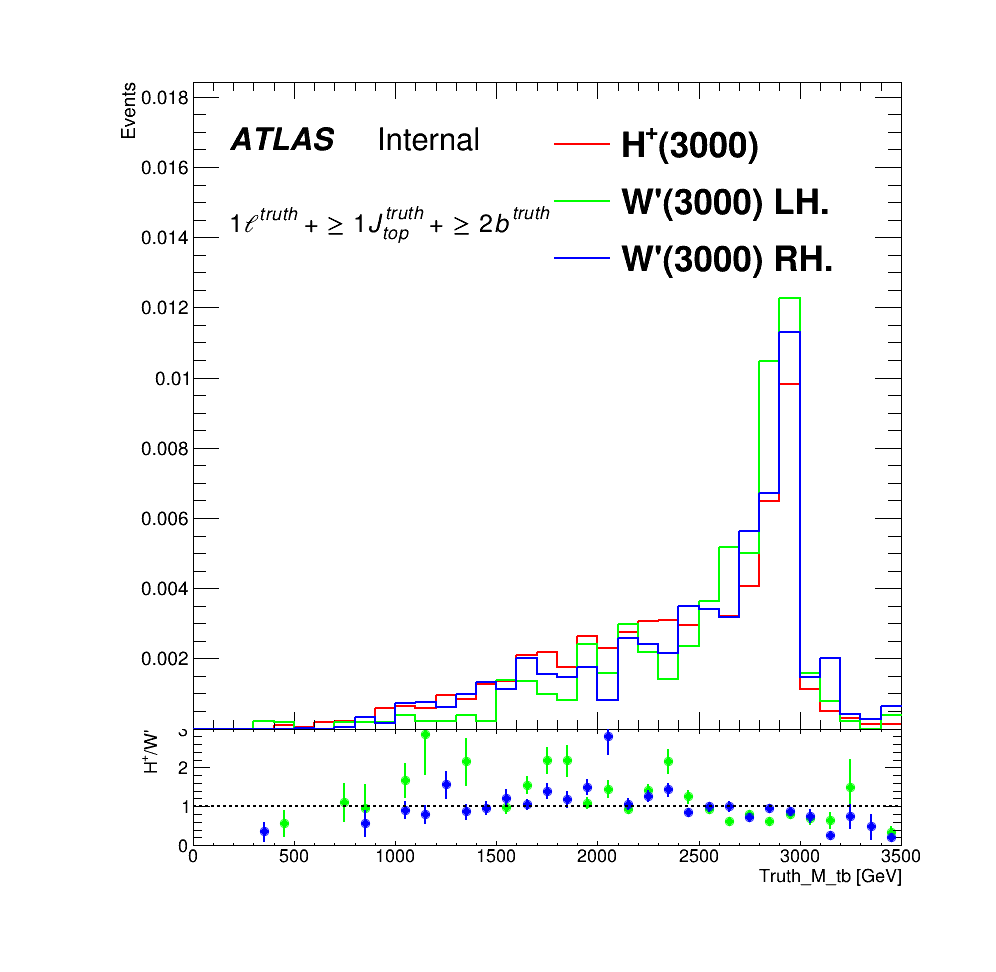 Events
0.018
0.016
0.014
0.012
0.01
0.008
0.006
0.004
0.002
ATLAS Internal
1ℓ^truth + ≥ 1J_top^truth + ≥ 2b^truth
H⁺(3000)
W'(3000) LH.
W'(3000) RH.
H⁺/W'
3
2
1
0
0 500 1000 1500 2000 2500 3000 3500
Truth_M_tb [GeV]